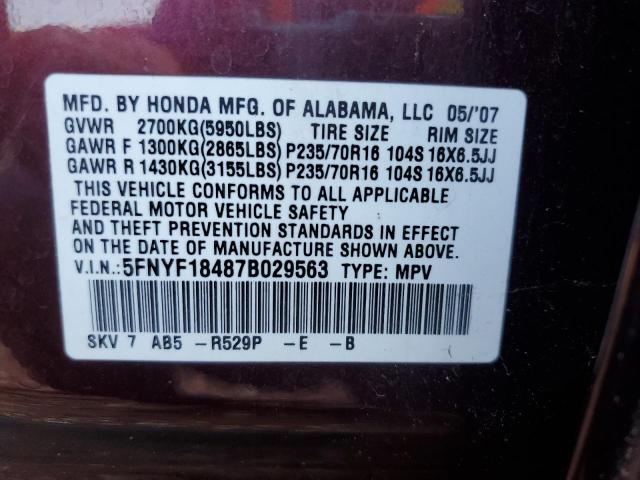 MFD. BY HONDA MFG. OF ALABAMA, LLC 05/'07
GVWR 2700KG(5950LBS) TIRE SIZE RIM SIZE
GAWR F 1300KG(2865LBS) P235/70R16 104S 16X6.5JJ
GAWR R 1430KG(3155LBS) P235/70R16 104S 16X6.5JJ
THIS VEHICLE CONFORMS TO ALL APPLICABLE
FEDERAL MOTOR VEHICLE SAFETY
AND THEFT PREVENTION STANDARDS IN EFFECT
ON THE DATE OF MANUFACTURE SHOWN ABOVE.
V.I.N.: 5FNYF18487B029563 TYPE: MPV
SKV 7 AB5 -R529P -E -B